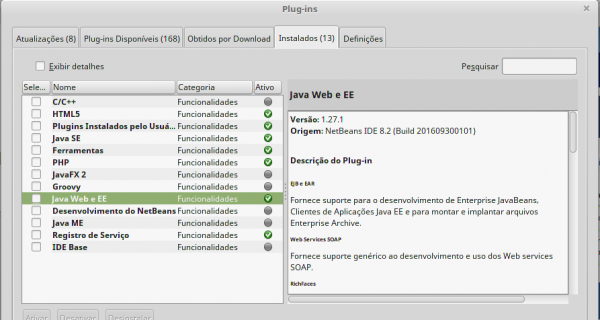 Plug-ins
Atualizações (8) Plug-ins Disponíveis (168) Obtidos por Download Instalados (13) Definições
Exibir detalhes Pesquisar
Sele... Nome Categoria Ativo
C/C++ Funcionalidades
HTML5 Funcionalidades
Plugins Instalados pelo Usuá... Funcionalidades
Java SE Funcionalidades
Ferramentas Funcionalidades
PHP Funcionalidades
JavaFX 2 Funcionalidades
Groovy Funcionalidades
Java Web e EE Funcionalidades
Desenvolvimento do NetBeans Funcionalidades
Java ME Funcionalidades
Registro de Serviço Funcionalidades
IDE Base Funcionalidades
Ativar Desativar Desinstalar
Java Web e EE
Versão: 1.27.1
Origem: NetBeans IDE 8.2 (Build 201609300101)
Descrição do Plug-in
EJB e EAR
Fornece suporte para o desenvolvimento de Enterprise JavaBeans,
Clientes de Aplicações Java EE e para montar e implantar arquivos
Enterprise Archive.
Web Services SOAP
Fornece suporte genérico ao desenvolvimento e uso dos Web services
SOAP.
RichFaces